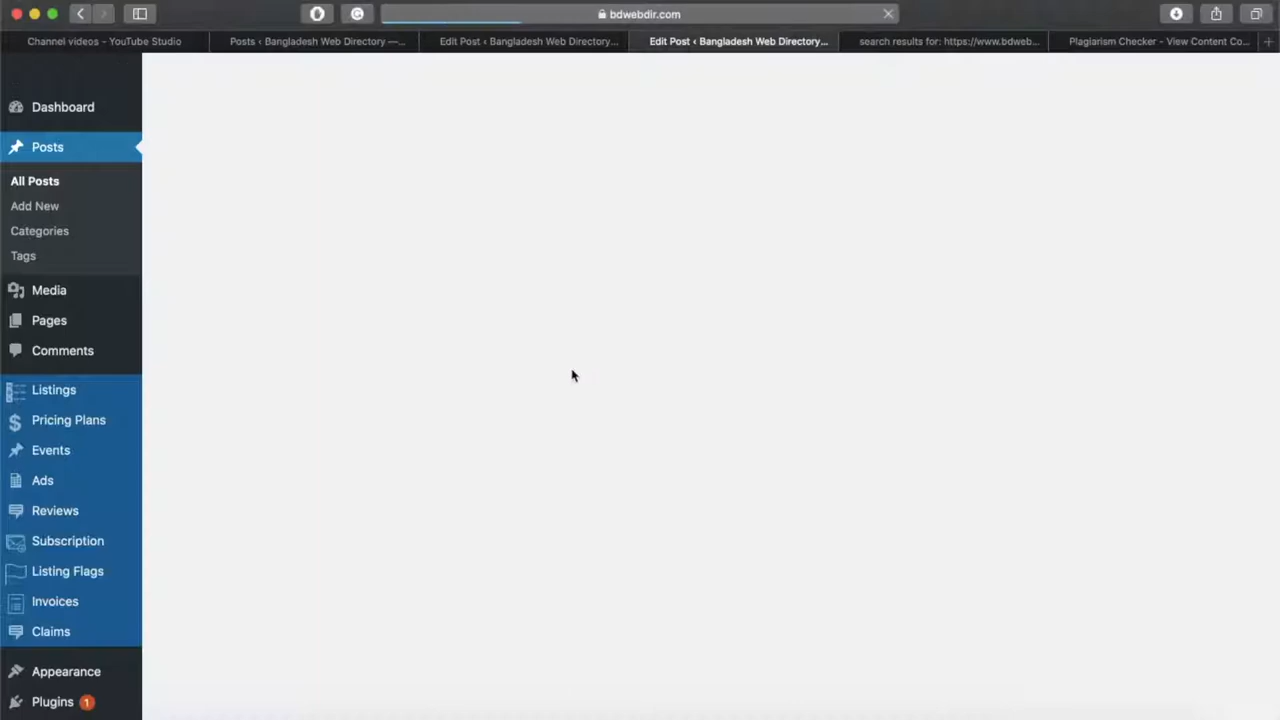 bdwebdir.com
Channel videos - YouTube Studio
Posts ‹ Bangladesh Web Directory —...
Edit Post ‹ Bangladesh Web Directory...
Edit Post ‹ Bangladesh Web Directory...
search results for: https://www.bdweb...
Plagiarism Checker - View Content Co...
Dashboard
Posts
All Posts
Add New
Categories
Tags
Media
Pages
Comments
Listings
Pricing Plans
Events
Ads
Reviews
Subscription
Listing Flags
Invoices
Claims
Appearance
Plugins 1